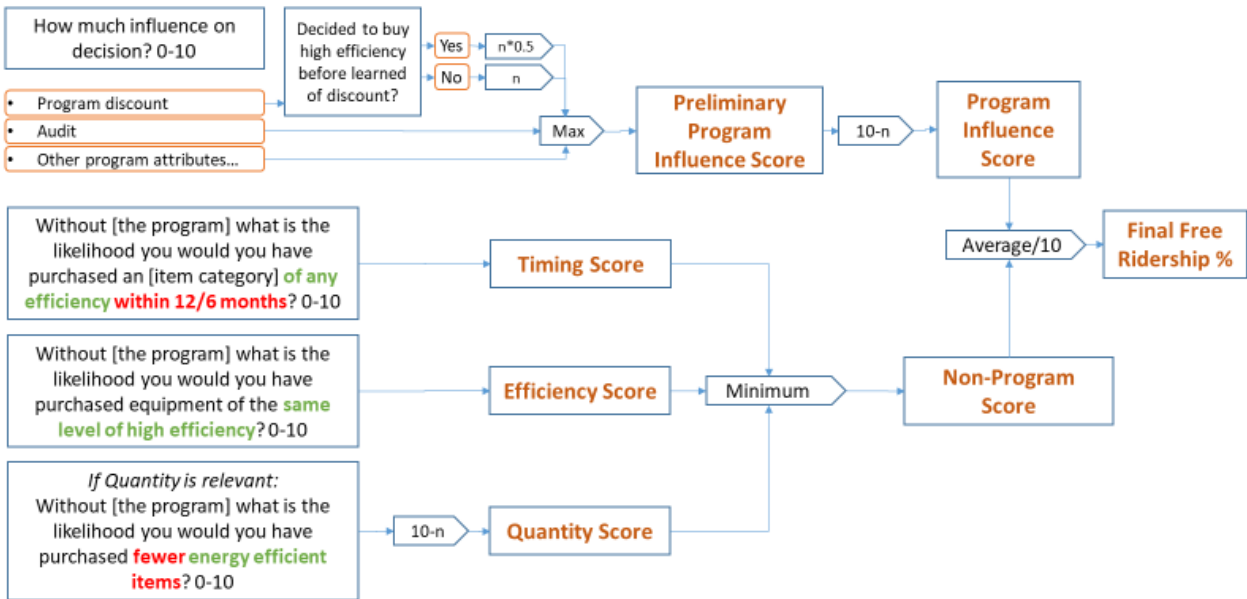 How much influence on
decision? 0-10
• Program discount
• Audit
• Other program attributes...
Decided to buy
high efficiency
before learned
of discount?
Yes
n*0.5
No
n
Max
Preliminary
Program
Influence Score
10-n
Program
Influence
Score
Without [the program] what is the
likelihood you would you have
purchased an [item category] of any
efficiency within 12/6 months? 0-10
Timing Score
Average/10
Final Free
Ridership %
Without [the program] what is the
likelihood you would you have
purchased equipment of the same
level of high efficiency? 0-10
Efficiency Score
Minimum
Non-Program
Score
If Quantity is relevant:
Without [the program] what is the
likelihood you would you have
purchased fewer energy efficient
items? 0-10
10-n
Quantity Score